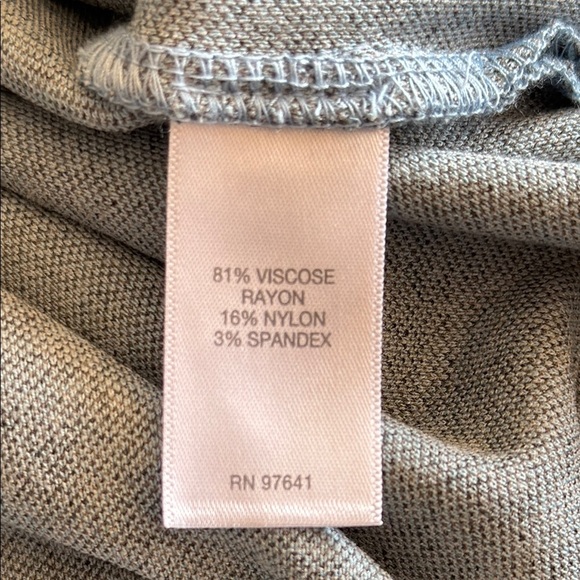 81% VISCOSE
RAYON
16% NYLON
3% SPANDEX
RN 97641